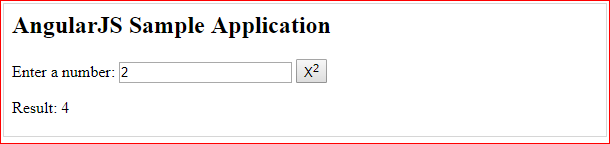 AngularJS Sample Application
Enter a number: 2 X²
Result: 4